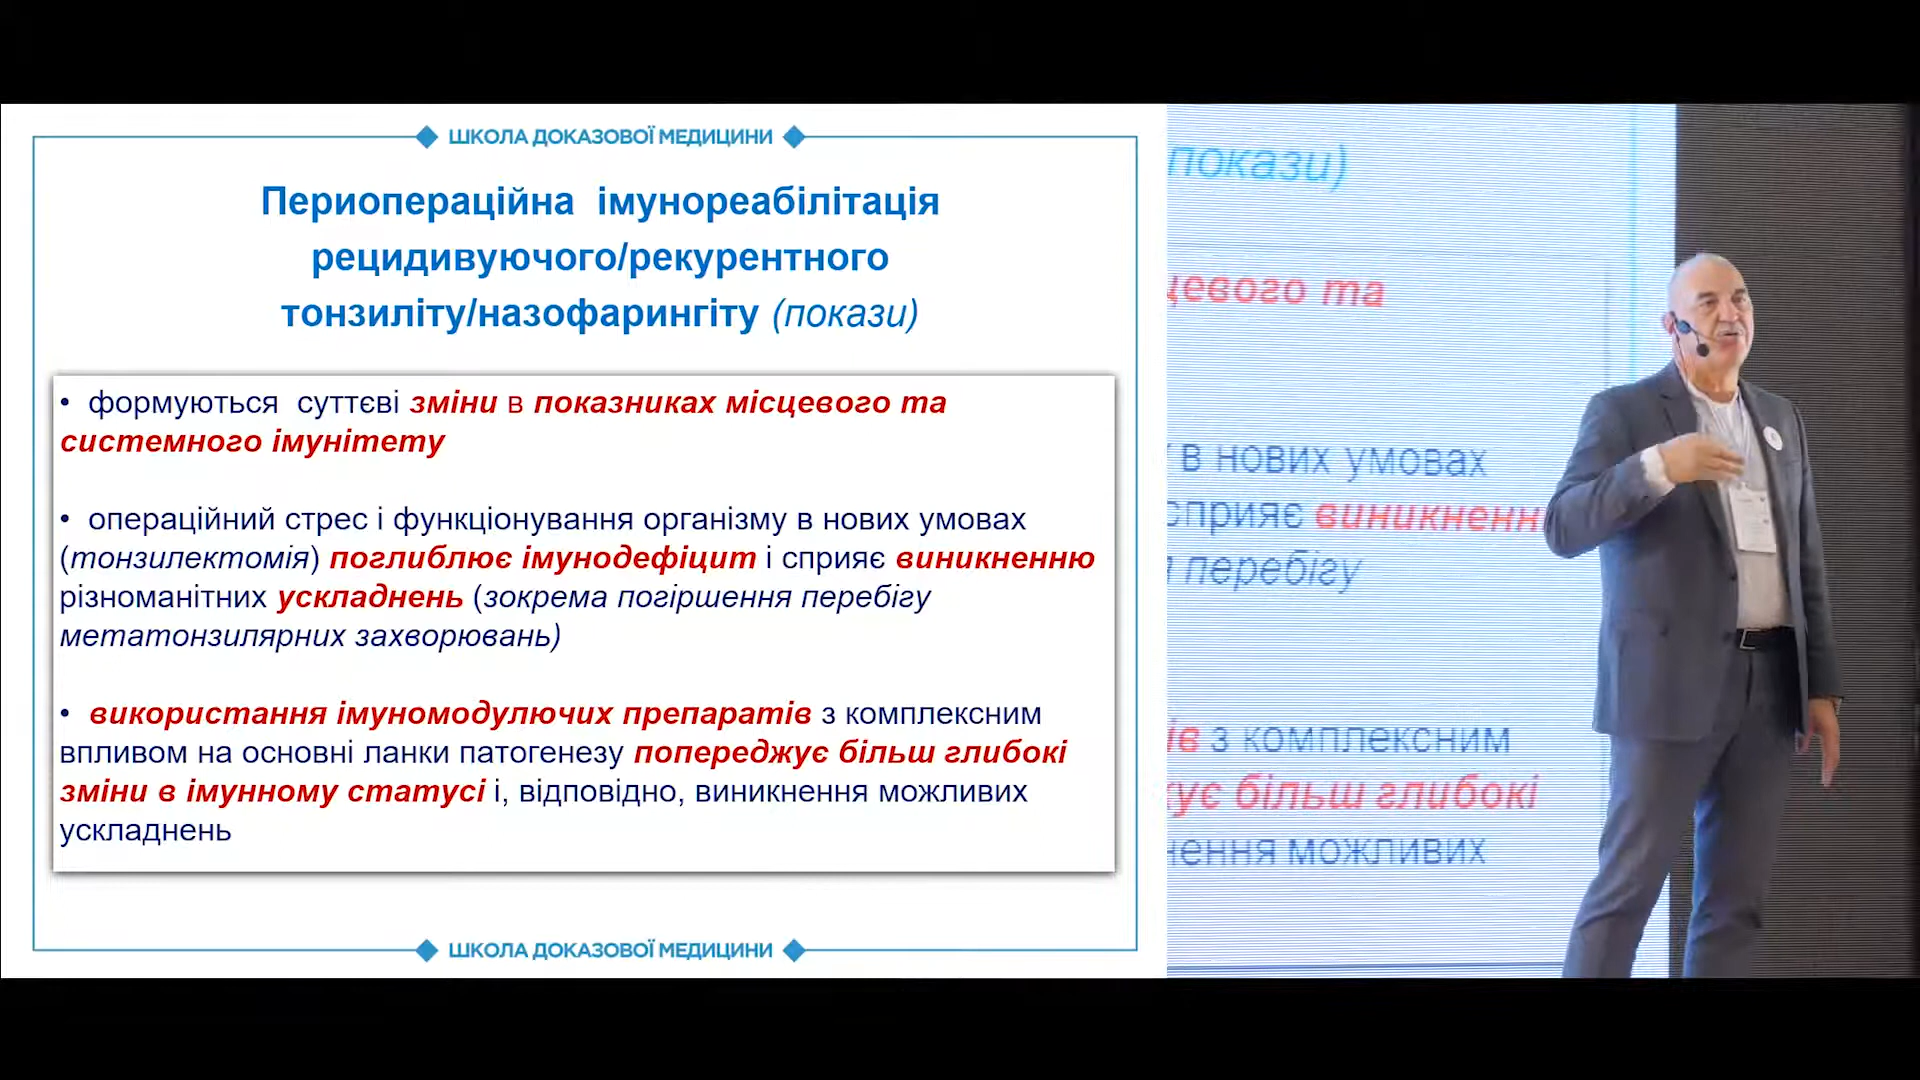 ШКОЛА ДОКАЗОВОЇ МЕДИЦИНИ
Периопераційна імунореабілітація
рецидивуючого/рекурентного
тонзиліту/назофарингіту (покази)
• формуються суттєві зміни в показниках місцевого та
системного імунітету
• операційний стрес і функціонування організму в нових умовах
(тонзилектомія) поглиблює імунодефіцит і сприяє виникненню
різноманітних ускладнень (зокрема погіршення перебігу
метатонзилярних захворювань)
• використання імуномодулючих препаратів з комплексним
впливом на основні ланки патогенезу попереджує більш глибокі
зміни в імунному статусі і, відповідно, виникнення можливих
ускладнень
ШКОЛА ДОКАЗОВОЇ МЕДИЦИНИ
покази)
цевого та
в нових умовах
сприяє виникненн
перебігу
ів з комплексним
ує більш глибокі
нення можливих